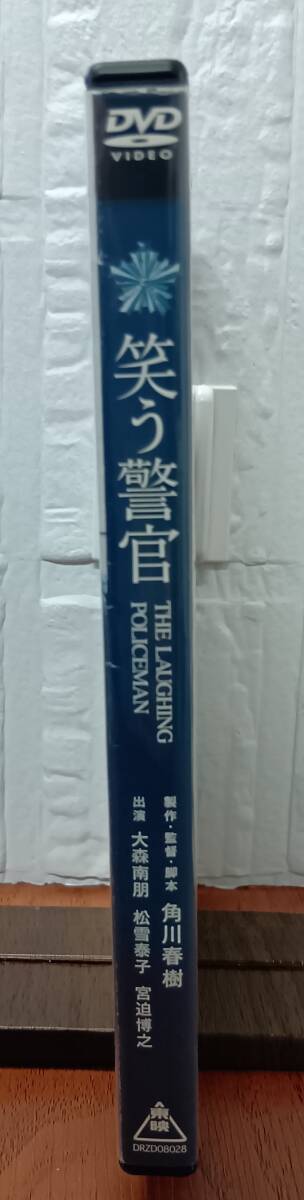 DVD
VIDEO
笑う警官
THE LAUGHING
POLICEMAN
製作・監督・脚本 角川春樹
出演 大森南朋 松雪泰子 宮迫博之
東映
DRZD08028